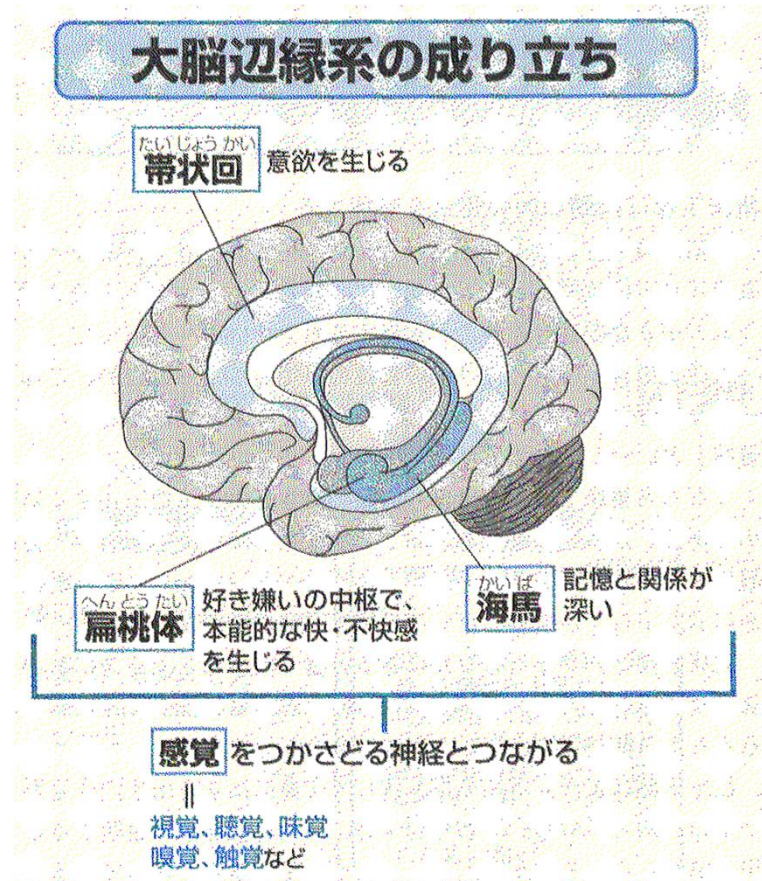 大脳辺縁系の成り立ち
たいじょうかい
帯状回 意欲を生じる
へんとうたい
扁桃体
好き嫌いの中枢で、
本能的な快・不快感
を生じる
かいば
海馬
記憶と関係が
深い
感覚をつかさどる神経とつながる
||
視覚、聴覚、味覚
嗅覚、触覚など